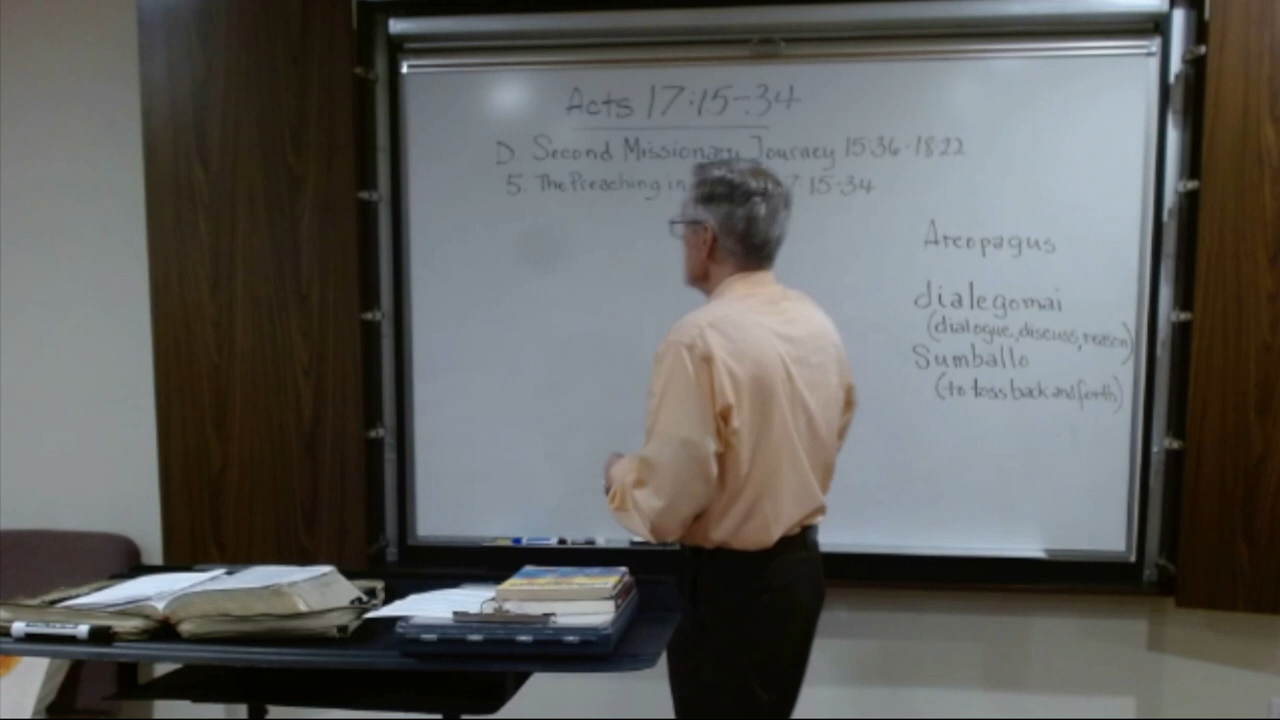 Acts 17:15-34
D. Second Missionary Journey 15:36-18:22
5. The Preaching in 15-34
Areopagus
dialegomai
(dialogue, discuss, reason)
Sumballo
(to toss back and forth)